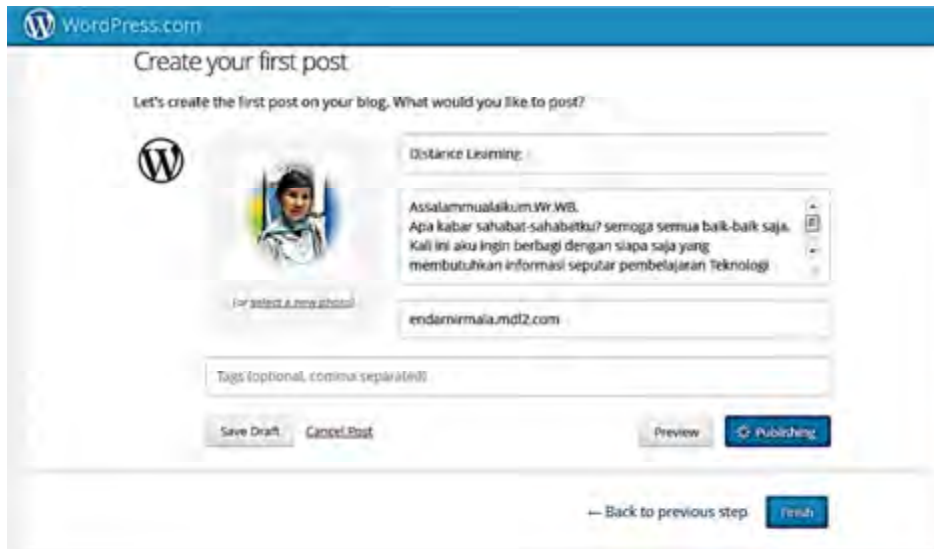 WordPress.com
Create your first post
Let's create the first post on your blog. What would you like to post?
Distance Learning
Assalammualaikum.Wr.WB.
Apa kabar sahabat-sahabatku? semoga semua baik-baik saja.
Kali ini aku ingin berbagi dengan siapa saja yang
membutuhkan informasi seputar pembelajaran Teknologi
(or select a new photo)
endarnirmala.mdl2.com
Tags (optional, comma separated)
Save Draft Cancel Post Preview Publishing
← Back to previous step Finish